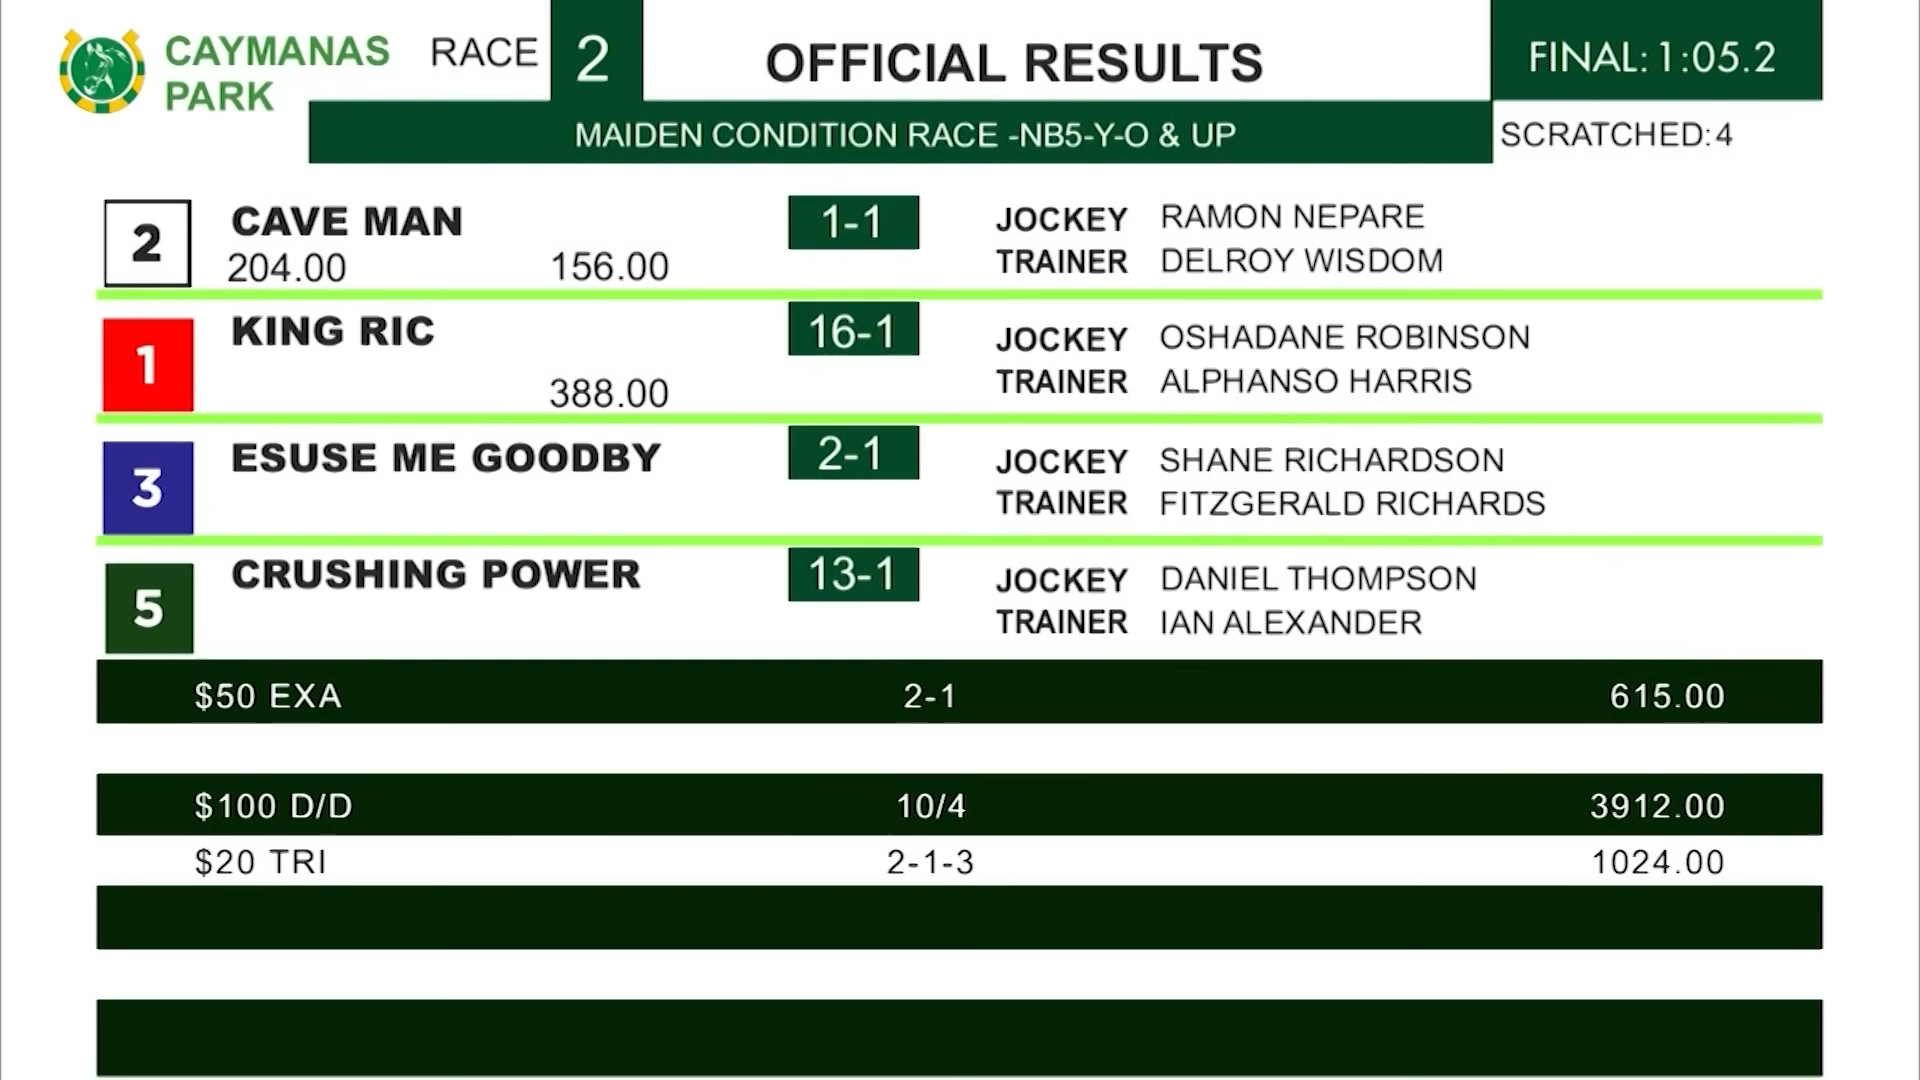 CAYMANAS PARK
RACE 2
OFFICIAL RESULTS
FINAL: 1:05.2
MAIDEN CONDITION RACE -NB5-Y-O & UP
SCRATCHED:4
2 CAVE MAN 1-1 JOCKEY RAMON NEPARE
204.00 156.00 TRAINER DELROY WISDOM
1 KING RIC 16-1 JOCKEY OSHADANE ROBINSON
388.00 TRAINER ALPHANSO HARRIS
3 ESUSE ME GOODBY 2-1 JOCKEY SHANE RICHARDSON
TRAINER FITZGERALD RICHARDS
5 CRUSHING POWER 13-1 JOCKEY DANIEL THOMPSON
TRAINER IAN ALEXANDER
$50 EXA 2-1 615.00
$100 D/D 10/4 3912.00
$20 TRI 2-1-3 1024.00